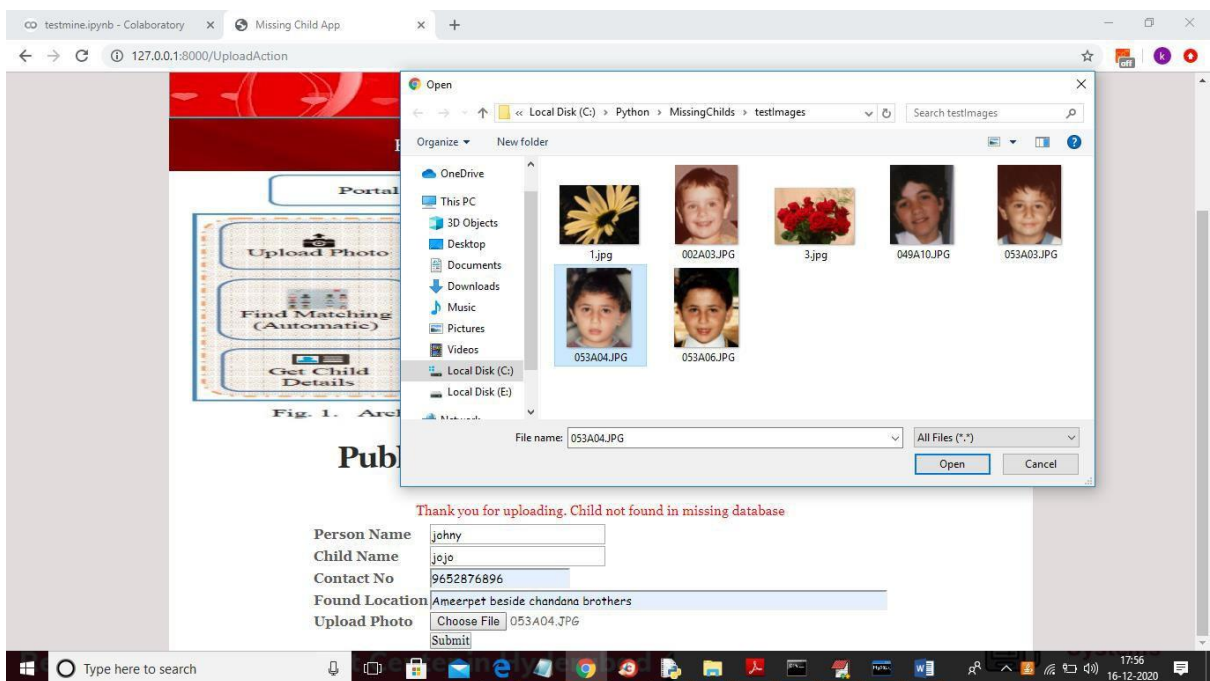 testmine.ipynb - Colaboratory
Missing Child App
127.0.0.1:8000/UploadAction
off
k
Open
« Local Disk (C:) > Python > MissingChilds > testImages
Search testImages
Organize
New folder
OneDrive
This PC
3D Objects
Desktop
Documents
Downloads
Music
Pictures
Videos
Local Disk (C:)
Local Disk (E:)
1.jpg
002A03.JPG
3.jpg
049A10.JPG
053A03.JPG
053A04.JPG
053A06.JPG
File name: 053A04.JPG
All Files (*.*)
Open
Cancel
Portal
Upload Photo
Find Matching
(Automatic)
Get Child
Details
Fig. 1. Arc
Publ
Thank you for uploading. Child not found in missing database
Person Name johny
Child Name jojo
Contact No 9652876896
Found Location Ameerpet beside chandana brothers
Upload Photo Choose File 053A04.JPG
Submit
Type here to search
17:56
16-12-2020